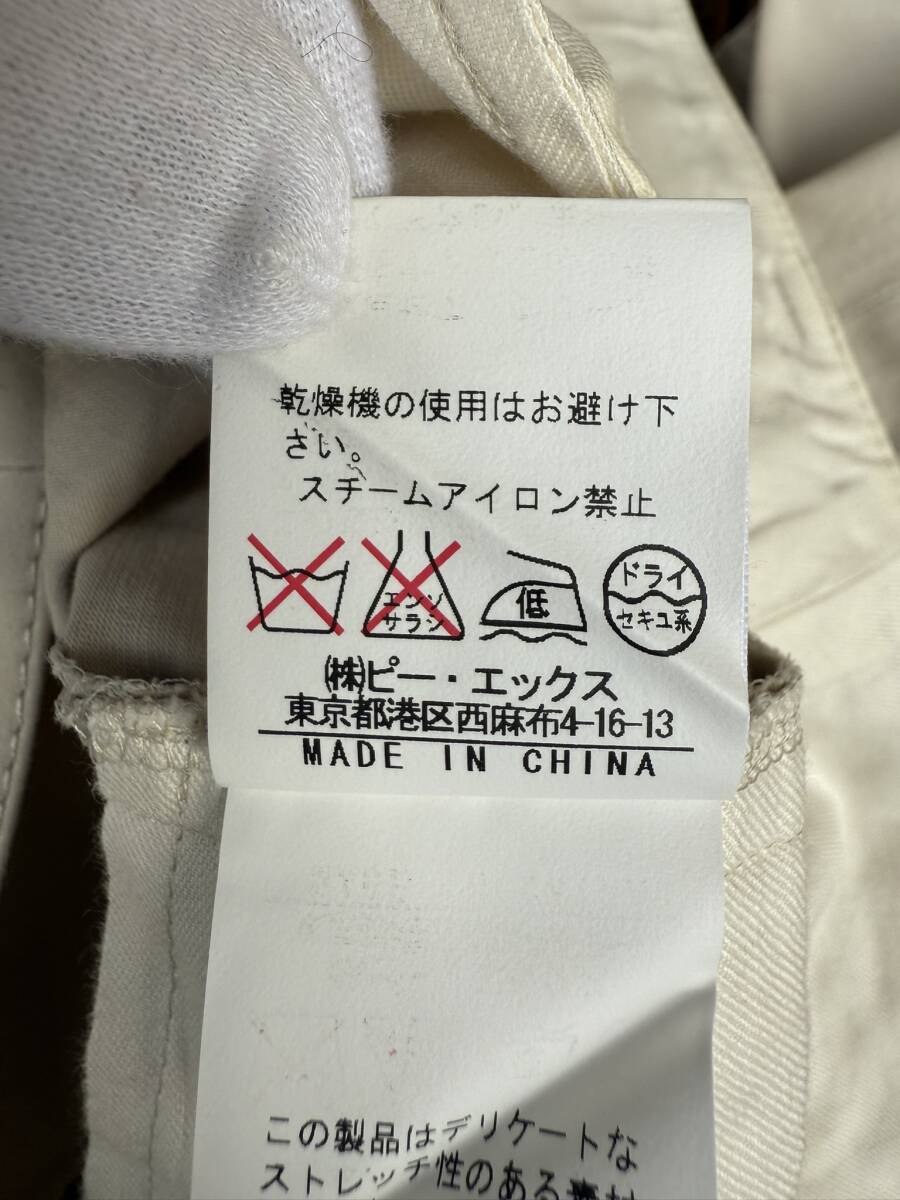 乾燥機の使用はお避け下
さい。
スチームアイロン禁止
エンソ
サラシ
低
ドライ
セキユ系
㈱ピー・エックス
東京都港区西麻布4-16-13
MADE IN CHINA
この製品はデリケートな
ストレッチ性のある素材